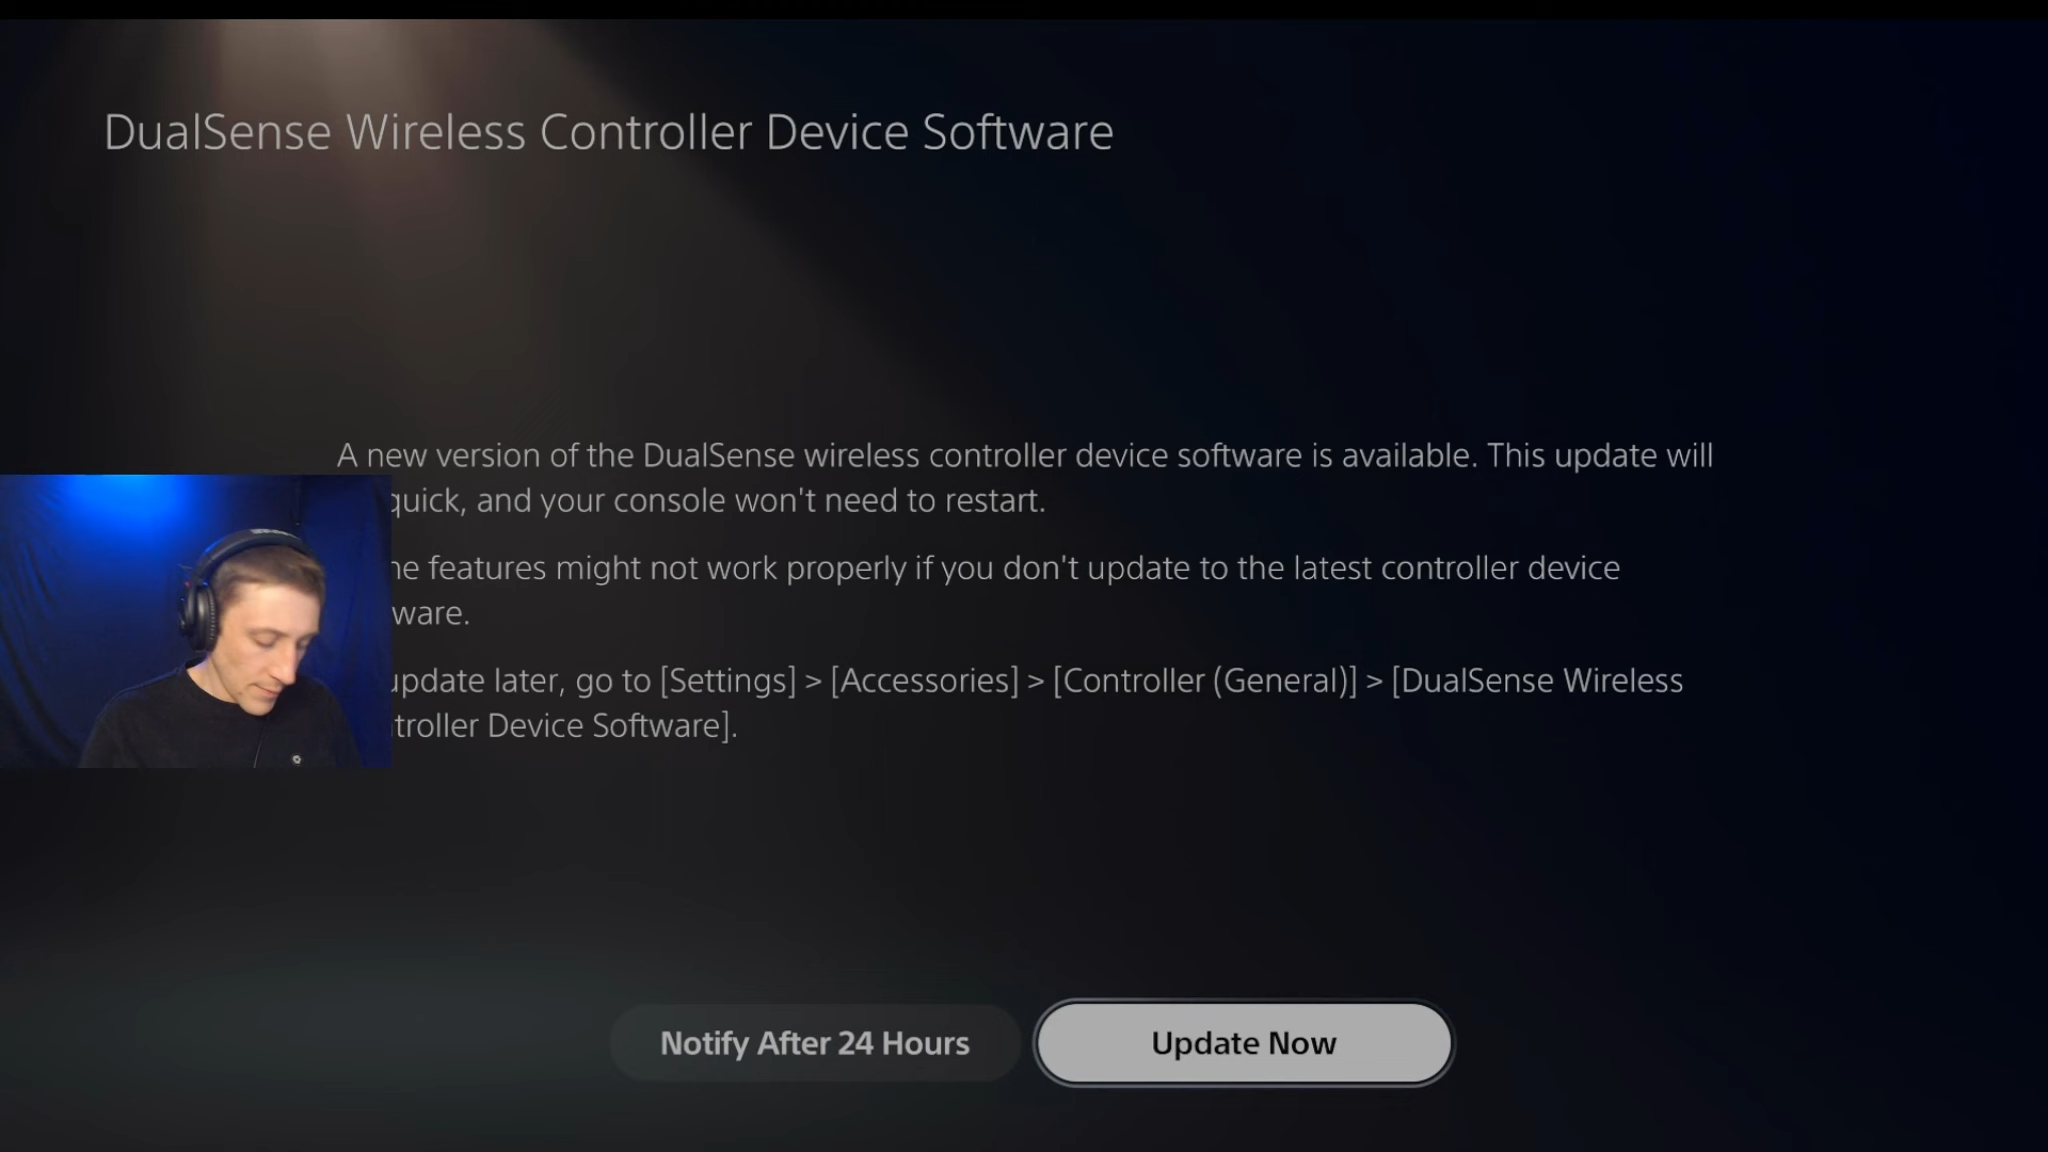 DualSense Wireless Controller Device Software
A new version of the DualSense wireless controller device software is available. This update will
quick, and your console won't need to restart.
features might not work properly if you don't update to the latest controller device
ware.
update later, go to [Settings] > [Accessories] > [Controller (General)] > [DualSense Wireless
troller Device Software].
Notify After 24 Hours Update Now